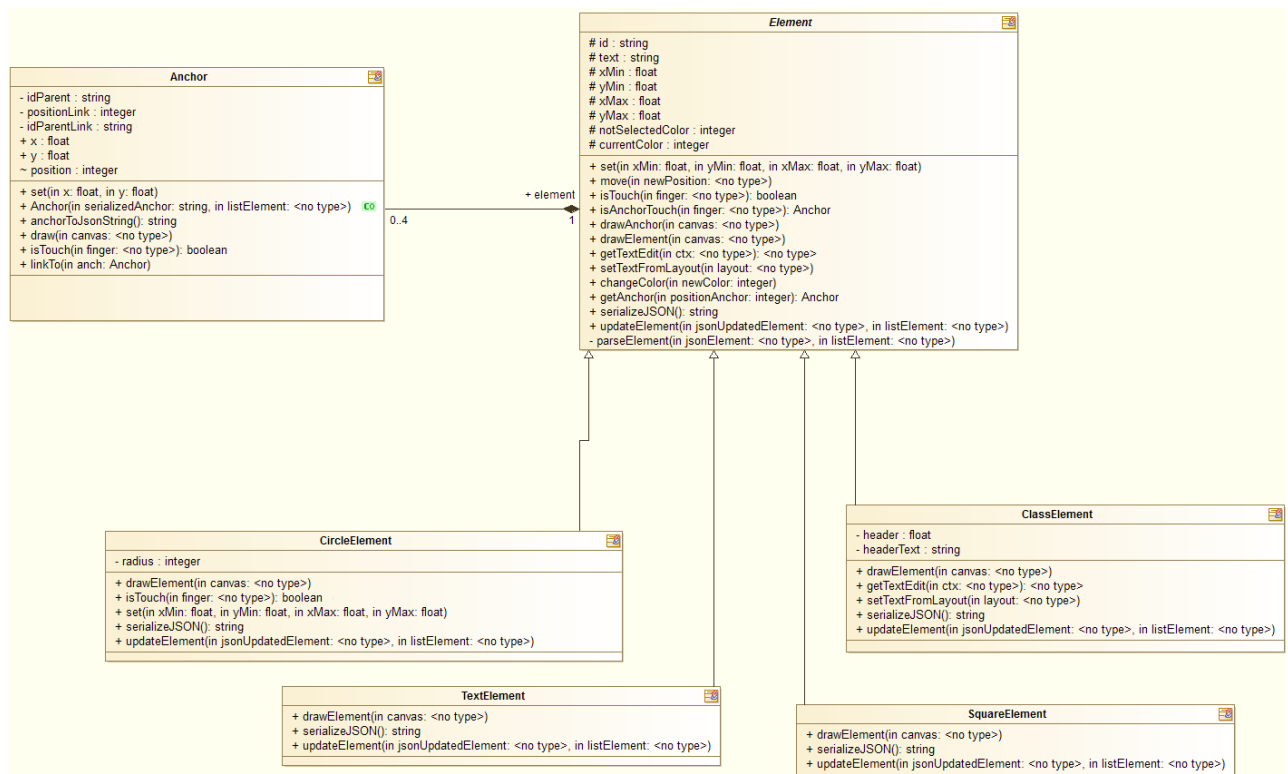 Element
# id : string
# text : string
# xMin : float
# yMin : float
# xMax : float
# yMax : float
# notSelectedColor : integer
# currentColor : integer
+ set(in xMin: float, in yMin: float, in xMax: float, in yMax: float)
+ move(in newPosition: <no type>)
+ isTouch(in finger: <no type>): boolean
+ isAnchorTouch(in finger: <no type>): Anchor
+ drawAnchor(in canvas: <no type>)
+ drawElement(in canvas: <no type>)
+ getTextEdit(in ctx: <no type>): <no type>
+ setTextFromLayout(in layout: <no type>)
+ changeColor(in newColor: integer)
+ getAnchor(in positionAnchor: integer): Anchor
+ serializeJSON(): string
+ updateElement(in jsonUpdatedElement: <no type>, in listElement: <no type>)
- parseElement(in jsonElement: <no type>, in listElement: <no type>)
Anchor
- idParent : string
- positionLink : integer
- idParentLink : string
+ x : float
+ y : float
~ position : integer
+ set(in x: float, in y: float)
+ Anchor(in serializedAnchor: string, in listElement: <no type>) co
+ anchorToJsonString(): string
+ draw(in canvas: <no type>)
+ isTouch(in finger: <no type>): boolean
+ linkTo(in anch: Anchor)
+ element
0..4
1
CircleElement
- radius : integer
+ drawElement(in canvas: <no type>)
+ isTouch(in finger: <no type>): boolean
+ set(in xMin: float, in yMin: float, in xMax: float, in yMax: float)
+ serializeJSON(): string
+ updateElement(in jsonUpdatedElement: <no type>, in listElement: <no type>)
ClassElement
- header : float
- headerText : string
+ drawElement(in canvas: <no type>)
+ getTextEdit(in ctx: <no type>): <no type>
+ setTextFromLayout(in layout: <no type>)
+ serializeJSON(): string
+ updateElement(in jsonUpdatedElement: <no type>, in listElement: <no type>)
TextElement
+ drawElement(in canvas: <no type>)
+ serializeJSON(): string
+ updateElement(in jsonUpdatedElement: <no type>, in listElement: <no type>)
SquareElement
+ drawElement(in canvas: <no type>)
+ serializeJSON(): string
+ updateElement(in jsonUpdatedElement: <no type>, in listElement: <no type>)